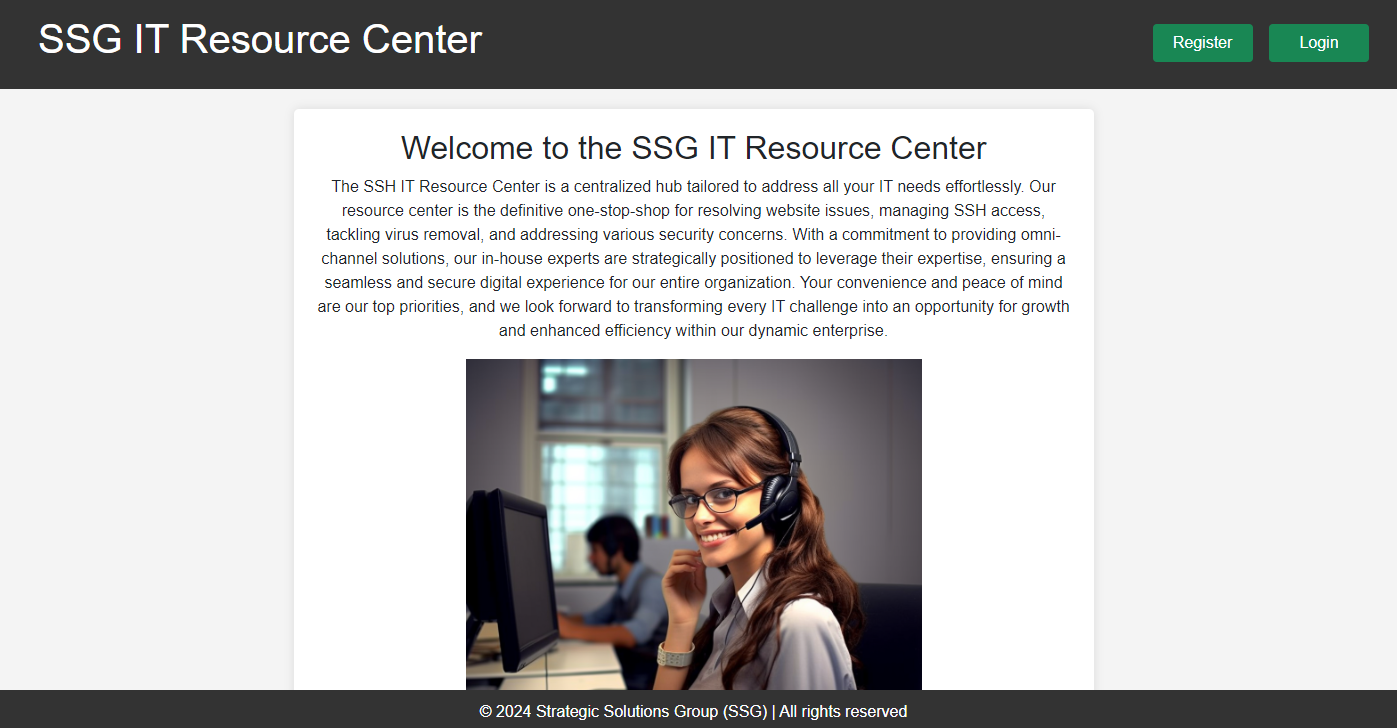 SSG IT Resource Center
Register
Login
Welcome to the SSG IT Resource Center
The SSH IT Resource Center is a centralized hub tailored to address all your IT needs effortlessly. Our
resource center is the definitive one-stop-shop for resolving website issues, managing SSH access,
tackling virus removal, and addressing various security concerns. With a commitment to providing omni-
channel solutions, our in-house experts are strategically positioned to leverage their expertise, ensuring a
seamless and secure digital experience for our entire organization. Your convenience and peace of mind
are our top priorities, and we look forward to transforming every IT challenge into an opportunity for growth
and enhanced efficiency within our dynamic enterprise.
© 2024 Strategic Solutions Group (SSG) | All rights reserved